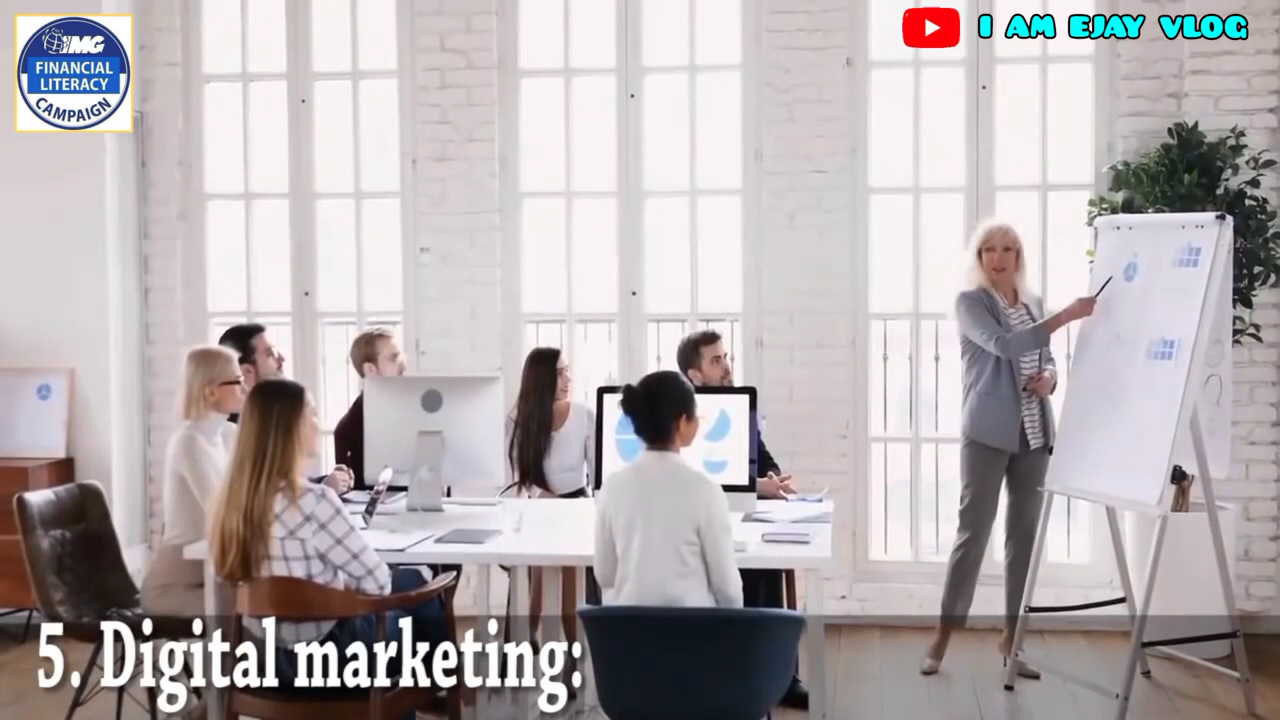 IMG
FINANCIAL
LITERACY
CAMPAIGN
I AM EJAY VLOG
5. Digital marketing: